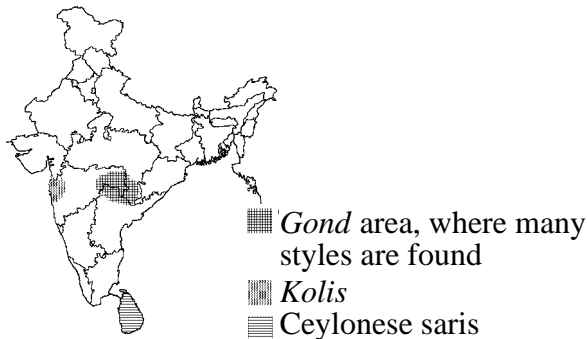 Gond area, where many
styles are found
Kolis
Ceylonese saris